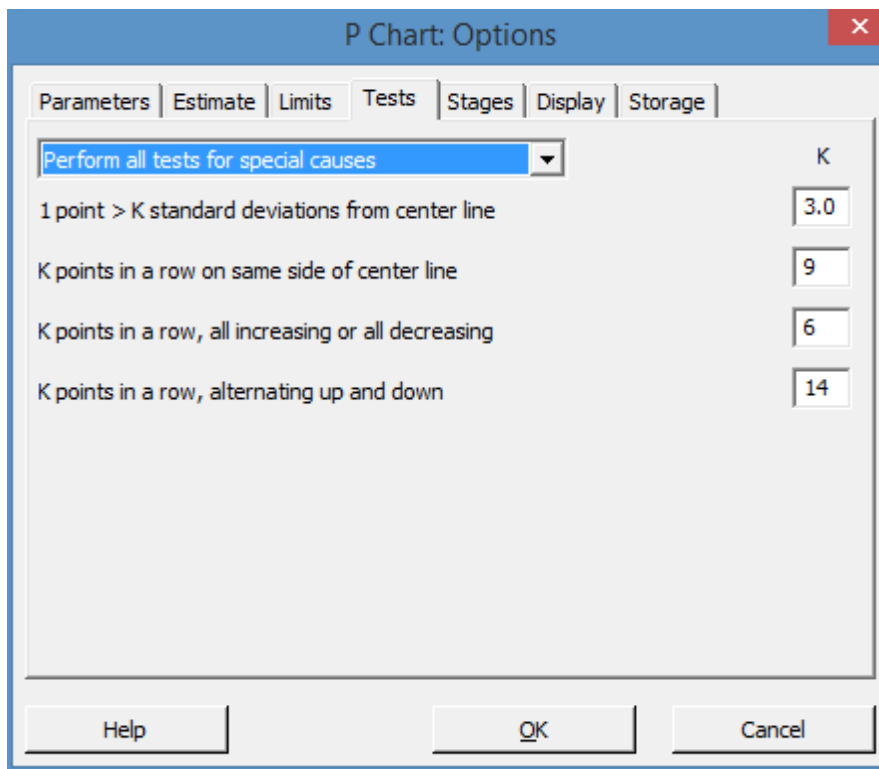 P Chart: Options
Parameters Estimate Limits Tests Stages Display Storage
Perform all tests for special causes K
1 point > K standard deviations from center line 3.0
K points in a row on same side of center line 9
K points in a row, all increasing or all decreasing 6
K points in a row, alternating up and down 14
Help OK Cancel